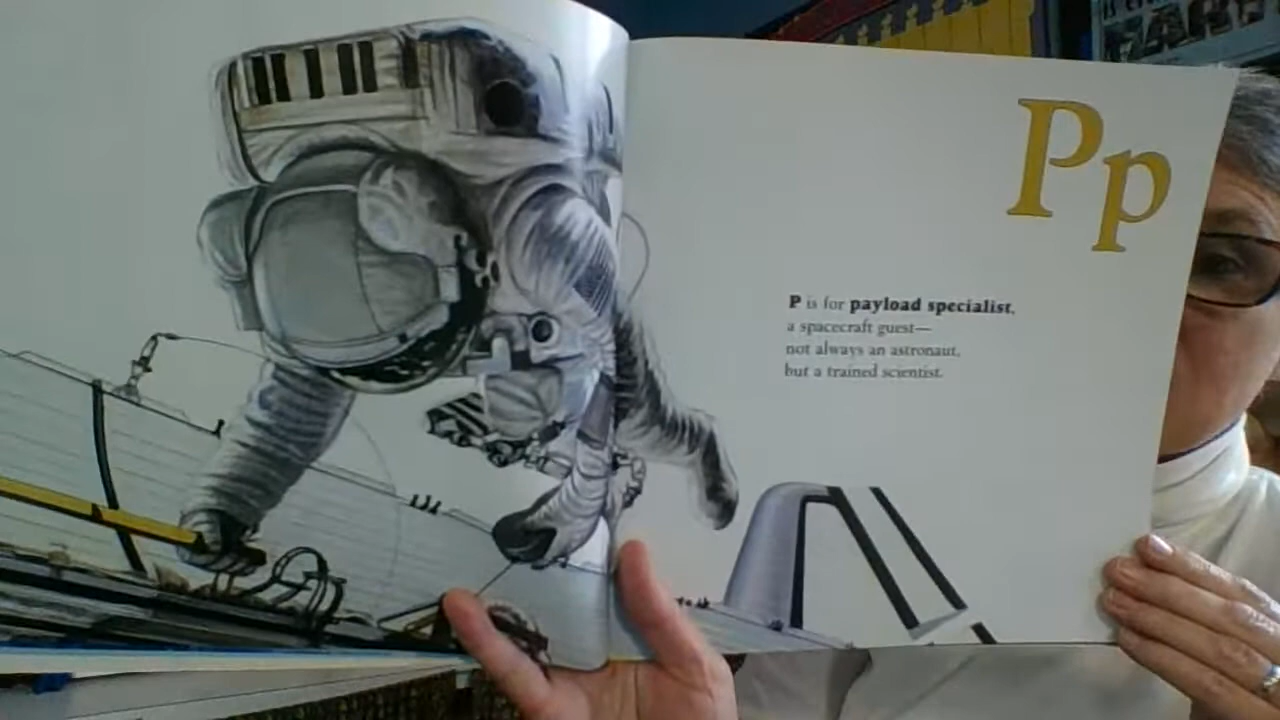 Pp
P is for payload specialist,
a spacecraft guest—
not always an astronaut,
but a trained scientist.